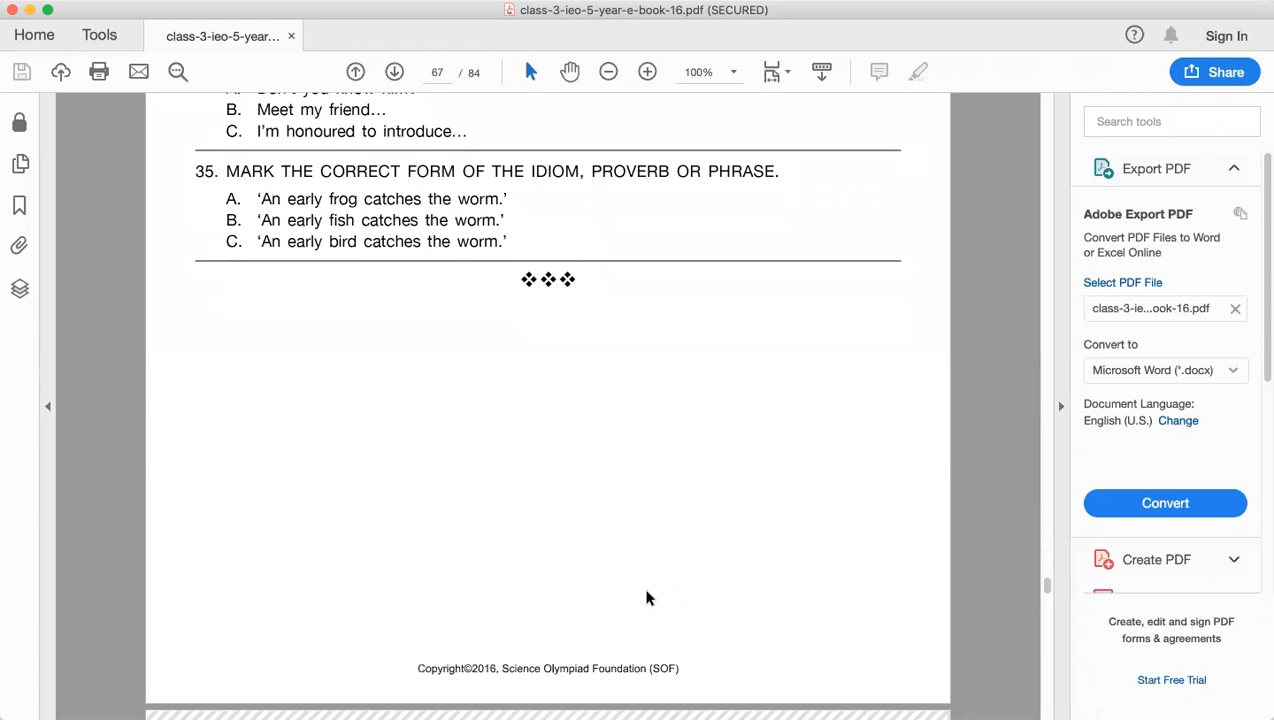 class-3-ieo-5-year-e-book-16.pdf (SECURED)
Home Tools class-3-ieo-5-year... × Sign In
67 / 84 100% Share
A. Don't you know him?
B. Meet my friend...
C. I'm honoured to introduce...
35. MARK THE CORRECT FORM OF THE IDIOM, PROVERB OR PHRASE.
A. 'An early frog catches the worm.'
B. 'An early fish catches the worm.'
C. 'An early bird catches the worm.'
Copyright©2016, Science Olympiad Foundation (SOF)
Search tools
Export PDF
Adobe Export PDF
Convert PDF Files to Word
or Excel Online
Select PDF File
class-3-ie...ook-16.pdf
Convert to
Microsoft Word (*.docx)
Document Language:
English (U.S.) Change
Convert
Create PDF
Create, edit and sign PDF
forms & agreements
Start Free Trial